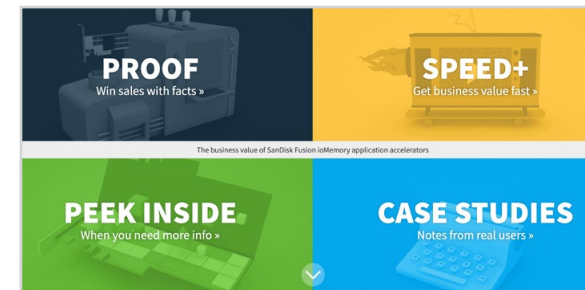 PROOF
Win sales with facts »
SPEED+
Get business value fast »
The business value of SanDisk Fusion ioMemory application accelerators
PEEK INSIDE
When you need more info »
CASE STUDIES
Notes from real users »